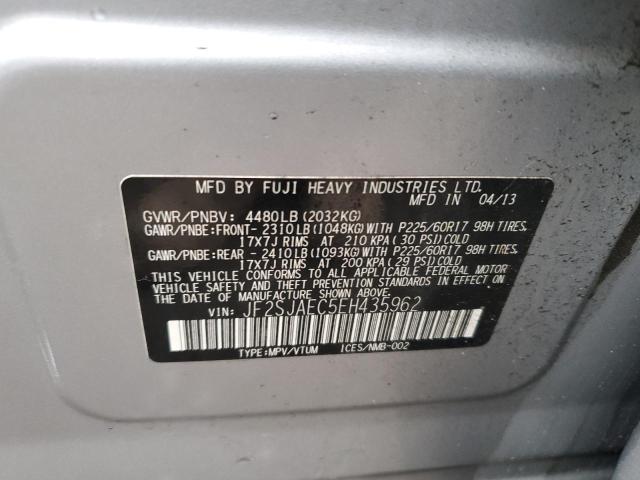 MFD BY FUJI HEAVY INDUSTRIES LTD.
MFD IN 04/13
GVWR/PNBV: 4480LB(2032KG)
GAWR/PNBE:FRONT- 2310LB(1048KG)WITH P225/60R17 98H TIRES,
17X7J RIMS AT 210 KPA(30 PSI)COLD
GAWR/PNBE:REAR - 2410LB(1093KG)WITH P225/60R17 98H TIRES,
17X7J RIMS AT 200 KPA(29 PSI)COLD
THIS VEHICLE CONFORMS TO ALL APPLICABLE FEDERAL MOTOR
VEHICLE SAFETY AND THEFT PREVENTION STANDARDS IN EFFECT
ON THE DATE OF MANUFACTURE SHOWN ABOVE.
VIN: JF2SJAEC5EH435962
TYPE:MPV/VTUM ICES/NMB-002